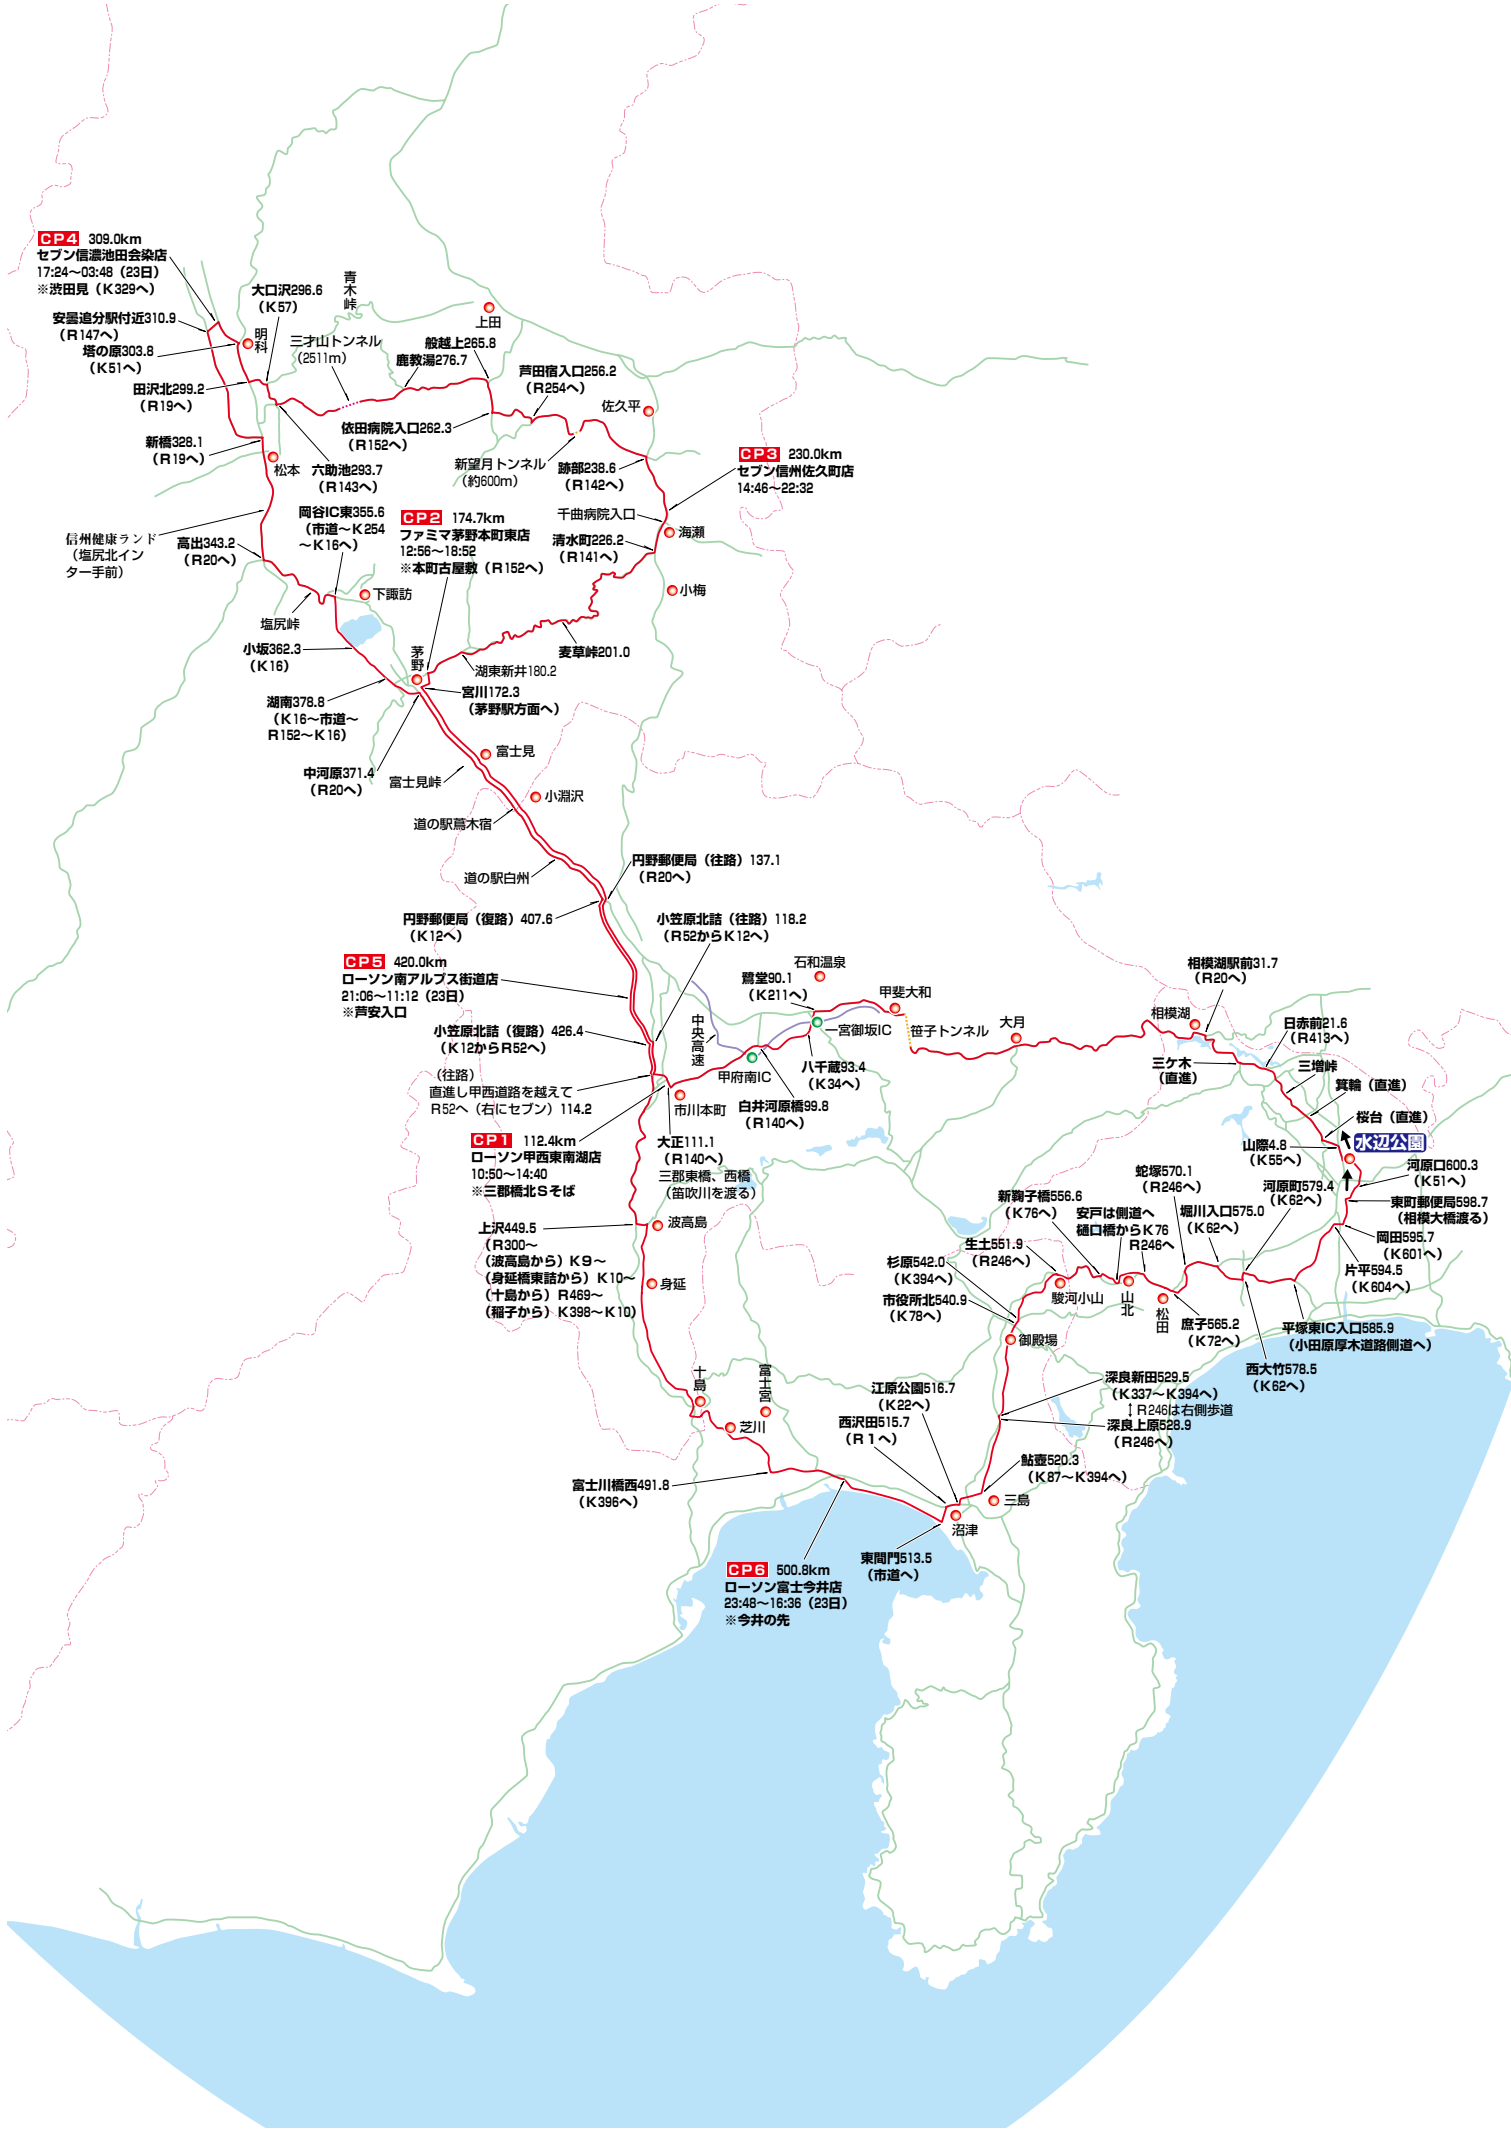 CP4 309.0km
セブン信濃池田会染店
17:24〜03:48（23日）
※渋田見（K329へ）
安曇追分駅付近310.9
（R147へ）
塔の原303.8
（K51へ）
田沢北299.2
（R19へ）
新橋328.1
（R19へ）
大口沢296.6
（K57）
明科
青木峠
三才山トンネル
（2511m）
上田
般越上265.8
鹿教湯276.7
芦田宿入口256.2
（R254へ）
佐久平
依田病院入口262.3
（R152へ）
新望月トンネル
（約600m）
跡部238.6
（R142へ）
CP3 230.0km
セブン信州佐久町店
14:46〜22:32
松本
六助池293.7
（R143へ）
千曲病院入口
海瀬
清水町226.2
（R141へ）
小梅
信州健康ランド
（塩尻北イン
ター手前）
高出343.2
（R20へ）
岡谷IC東355.6
（市道〜K254
〜K16へ）
CP2 174.7km
ファミマ茅野本町東店
12:56〜18:52
※本町古屋敷（R152へ）
下諏訪
塩尻峠
小坂362.3
（K16）
茅野
麦草峠201.0
湖東新井180.2
宮川172.3
（茅野駅方面へ）
湖南378.8
（K16〜市道〜
R152〜K16）
中河原371.4
（R20へ）
富士見
富士見峠
小淵沢
道の駅蔦木宿
道の駅白州
円野郵便局（往路）137.1
（R20へ）
円野郵便局（復路）407.6
（K12へ）
小笠原北詰（往路）118.2
（R52からK12へ）
CP5 420.0km
ローソン南アルプス街道店
21:06〜11:12（23日）
※芦安入口
小笠原北詰（復路）426.4
（K12からR52へ）
（往路）
直進し甲西道路を越えて
R52へ（右にセブン）114.2
CP1 112.4km
ローソン甲西東南湖店
10:50〜14:40
※三郡橋北Sそば
石和温泉
鵞堂90.1
（K211へ）
甲斐大和
中央高速
一宮御坂IC
笹子トンネル
大月
甲府南IC
八千蔵93.4
（K34へ）
市川本町
白井河原橋99.8
（R140へ）
大正111.1
（R140へ）
三郡東橋、西橋
（笛吹川を渡る）
相模湖駅前31.7
（R20へ）
相模湖
日赤前21.6
（R413へ）
三ケ木
（直進）
三増峠
箕輪（直進）
桜台（直進）
水辺公園
山際4.8
（K55へ）
河原口600.3
（K51へ）
東町郵便局598.7
（相模大橋渡る）
岡田595.7
（K601へ）
片平594.5
（K604へ）
蛇塚570.1
（R246へ）
河原町579.4
（K62へ）
堀川入口575.0
（K62へ）
新鞠子橋556.6
（K76へ）
安戸は側道へ
樋口橋からK76
R246へ
生土551.9
（R246へ）
杉原542.0
（K394へ）
市役所北540.9
（K78へ）
駿河小山
山北
松田
庶子565.2
（K72へ）
平塚東IC入口585.9
（小田原厚木道路側道へ）
西大竹578.5
（K62へ）
御殿場
上沢449.5
（R300〜
（波高島から）K9〜
（身延橋東詰から）K10〜
（十島から）R469〜
（稲子から）K398〜K10）
波高島
身延
十島
富士宮
芝川
富士川橋西491.8
（K396へ）
江原公園516.7
（K22へ）
西沢田515.7
（R1へ）
深良新田529.5
（K337〜K394へ）
↕R246は右側歩道
深良上原528.9
（R246へ）
鮎壺520.3
（K87〜K394へ）
三島
沼津
東間門513.5
（市道へ）
CP6 500.8km
ローソン富士今井店
23:48〜16:36（23日）
※今井の先